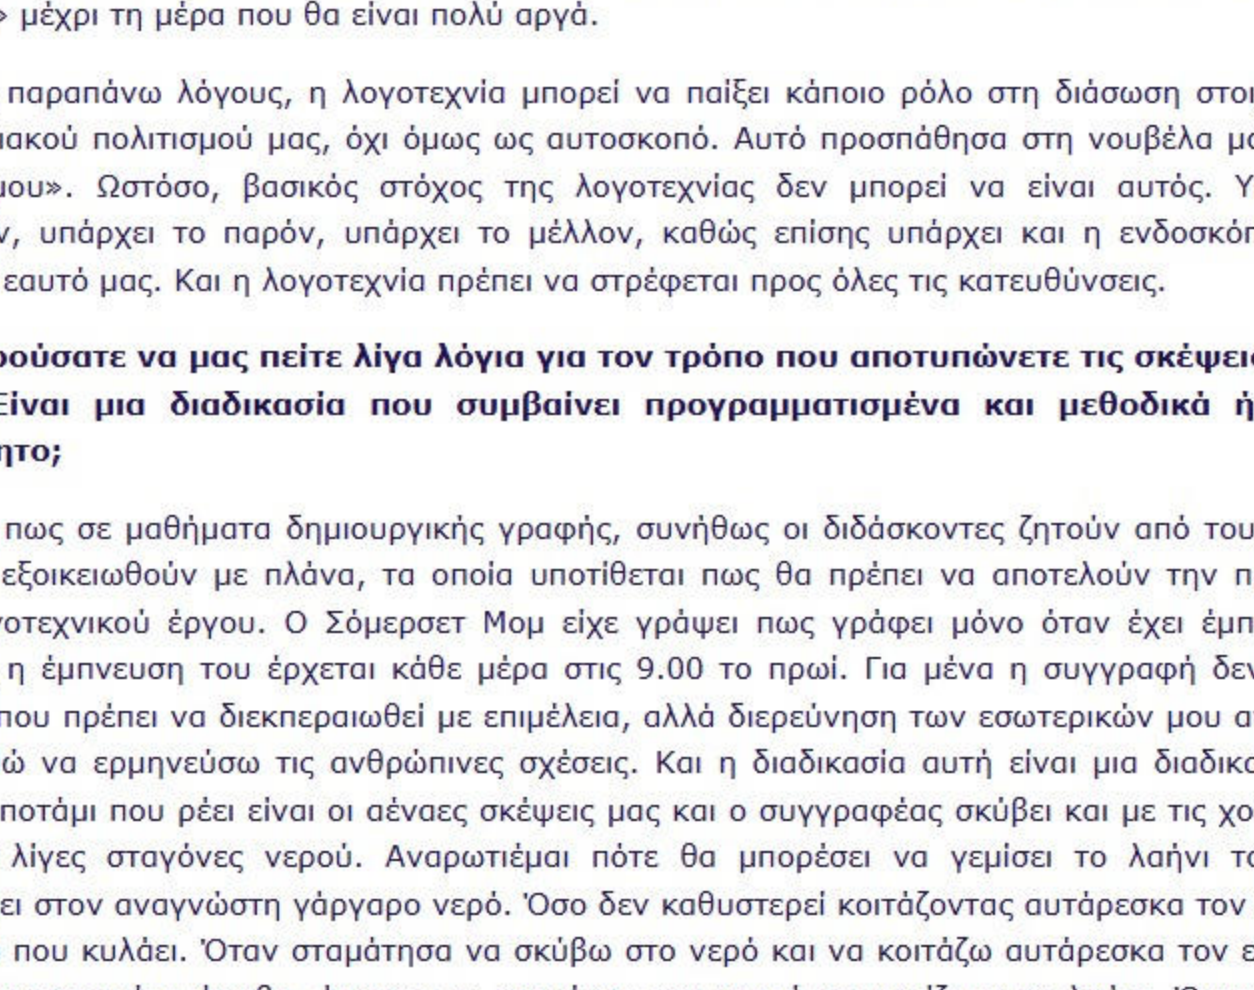 » μέχρι τη μέρα που θα είναι πολύ αργά.
παραπάνω λόγους, η λογοτεχνία μπορεί να παίξει κάποιο ρόλο στη διάσωση στοι
ιακού πολιτισμού μας, όχι όμως ως αυτοσκοπό. Αυτό προσπάθησα στη νουβέλα μο
μου». Ωστόσο, βασικός στόχος της λογοτεχνίας δεν μπορεί να είναι αυτός. Υ
ν, υπάρχει το παρόν, υπάρχει το μέλλον, καθώς επίσης υπάρχει και η ενδοσκόπ
εαυτό μας. Και η λογοτεχνία πρέπει να στρέφεται προς όλες τις κατευθύνσεις.
ρούσατε να μας πείτε λίγα λόγια για τον τρόπο που αποτυπώνετε τις σκέψεις
Είναι μια διαδικασία που συμβαίνει προγραμματισμένα και μεθοδικά ή
ητο;
πως σε μαθήματα δημιουργικής γραφής, συνήθως οι διδάσκοντες ζητούν από του
εξοικειωθούν με πλάνα, τα οποία υποτίθεται πως θα πρέπει να αποτελούν την π
γοτεχνικού έργου. Ο Σόμερσετ Μομ είχε γράψει πως γράφει μόνο όταν έχει έμπ
η έμπνευση του έρχεται κάθε μέρα στις 9.00 το πρωί. Για μένα η συγγραφή δεν
που πρέπει να διεκπεραιωθεί με επιμέλεια, αλλά διερεύνηση των εσωτερικών μου α
ώ να ερμηνεύσω τις ανθρώπινες σχέσεις. Και η διαδικασία αυτή είναι μια διαδικα
ποτάμι που ρέει είναι οι αέναες σκέψεις μας και ο συγγραφέας σκύβει και με τις χο
λίγες σταγόνες νερού. Αναρωτιέμαι πότε θα μπορέσει να γεμίσει το λαήνι το
ει στον αναγνώστη γάργαρο νερό. Όσο δεν καθυστερεί κοιτάζοντας αυτάρεσκα τον
που κυλάει. Όταν σταμάτησα να σκύβω στο νερό και να κοιτάζω αυτάρεσκα τον ε